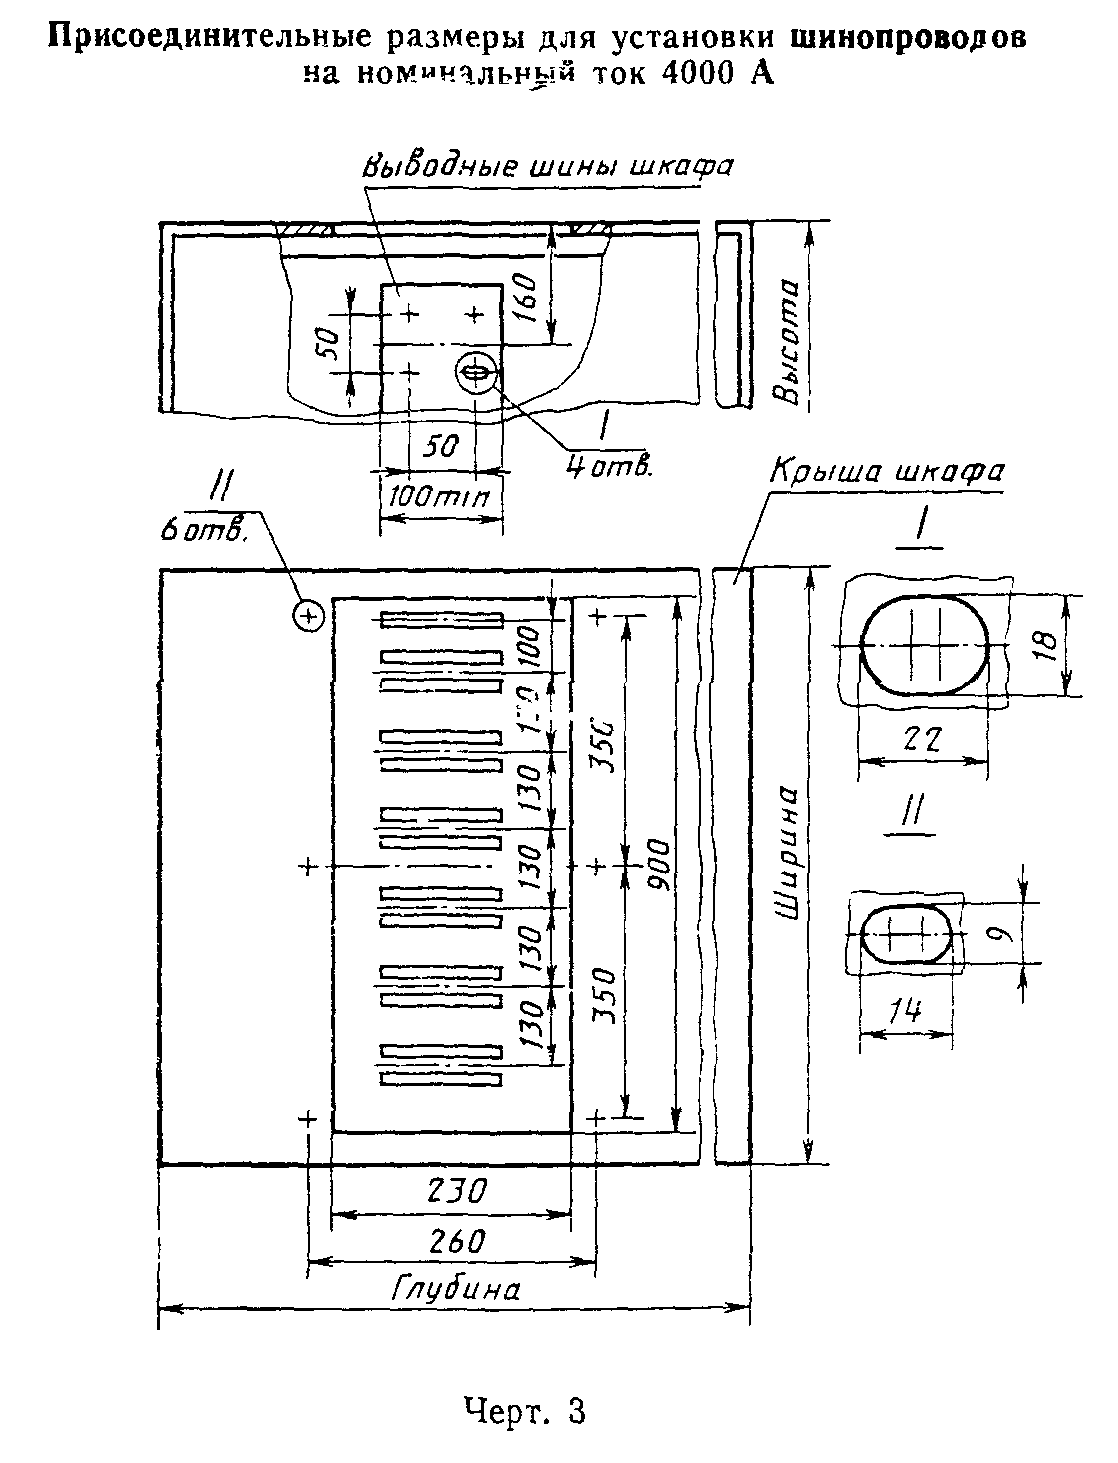 Присоединительные размеры для установки шинопроводов
на номинальный ток 4000 А
Выводные шины шкафа
160
50
Высота
50
I
4 отв.
100 min
Крыша шкафа
II
6 отв.
I
100
18
350
22
130
Ширина
II
130
900
130
9
350
130
14
230
260
Глубина
Черт. 3